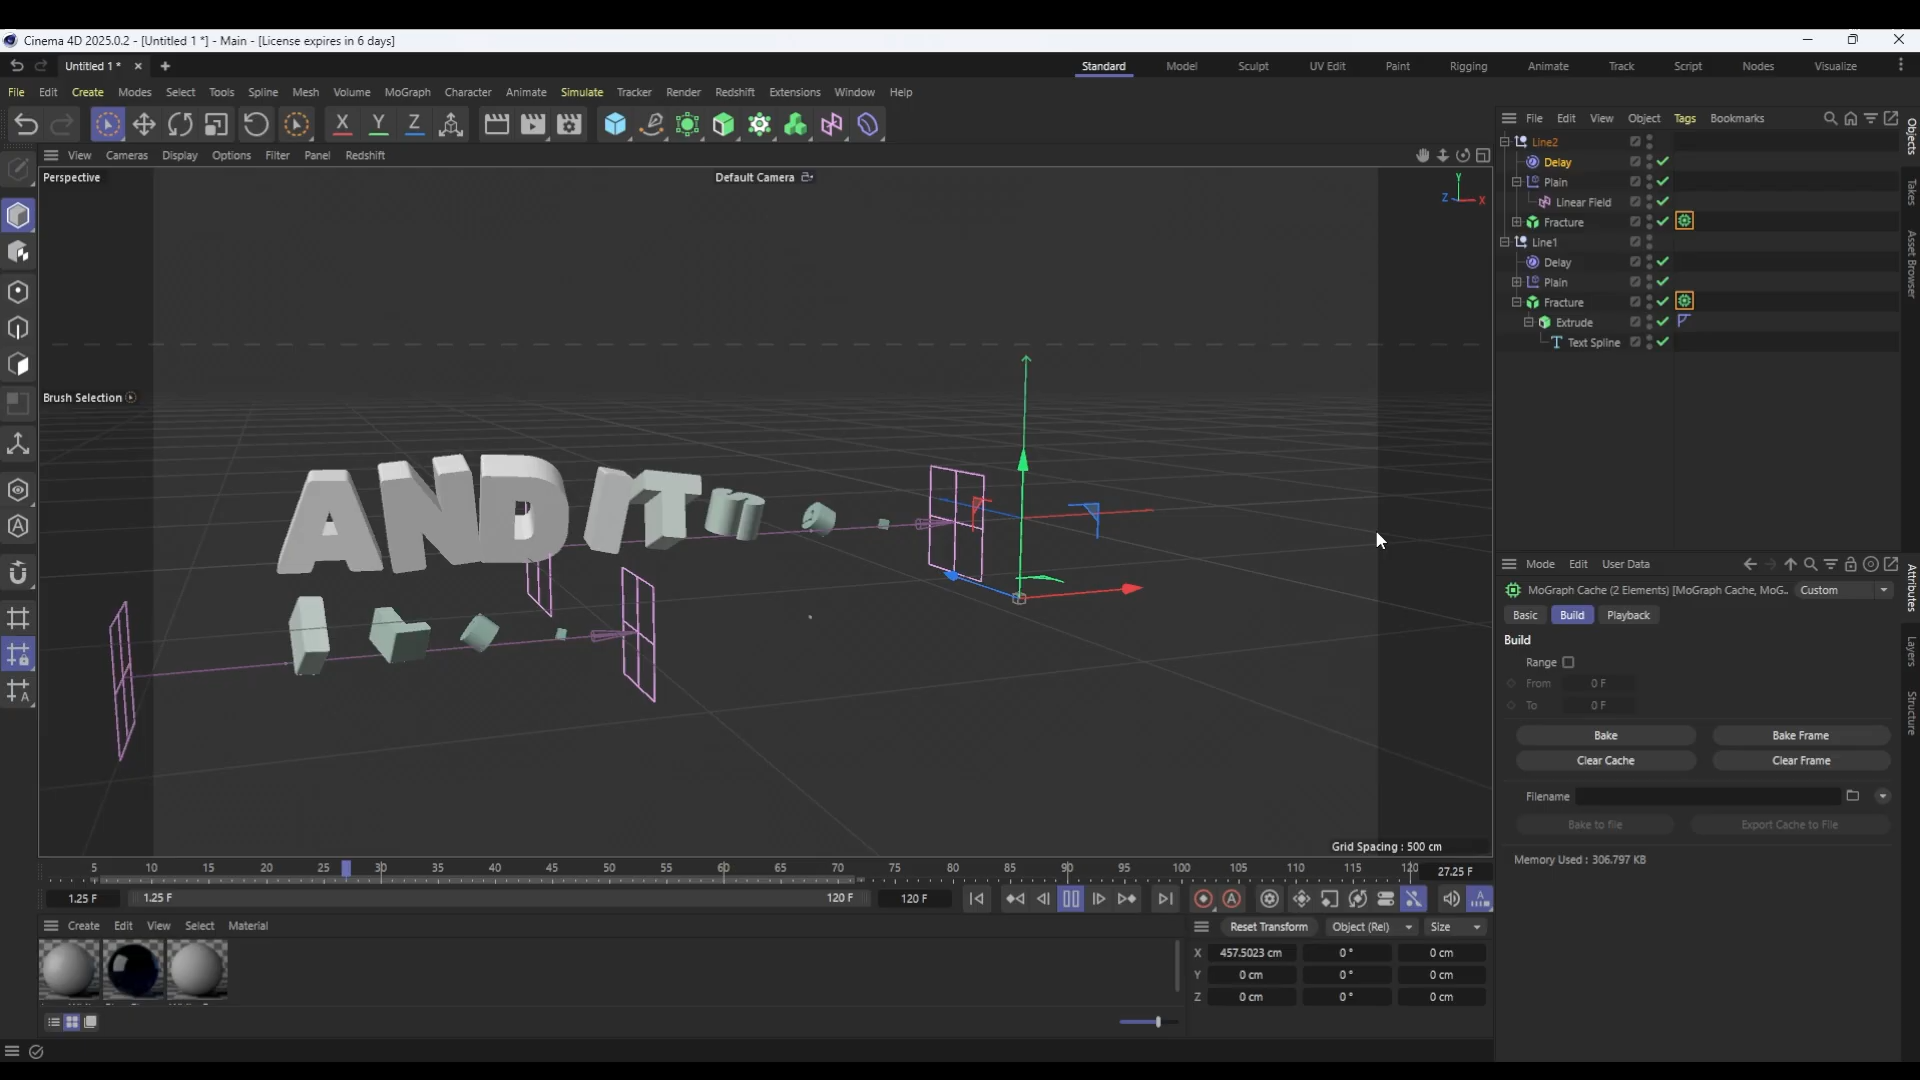 Cinema 4D 2025.0.2 - [Untitled 1 *] - Main - [License expires in 6 days]
Untitled 1 *
Standard Model Sculpt UV Edit Paint Rigging Animate Track Script Nodes Visualize
File Edit Create Modes Select Tools Spline Mesh Volume MoGraph Character Animate Simulate Tracker Render Redshift Extensions Window Help
X Y Z
File Edit View Object Tags Bookmarks
View Cameras Display Options Filter Panel Redshift
Perspective
Default Camera
Y
Z X
Line2
Delay
Plain
Linear Field
Fracture
Line1
Delay
Plain
Fracture
Extrude
Text Spline
Objects
Takes
Asset Browser
Brush Selection
AND
Mode Edit User Data
MoGraph Cache (2 Elements) [MoGraph Cache, MoG.. Custom
Basic Build Playback
Build
Range
From 0 F
To 0 F
Bake Bake Frame
Clear Cache Clear Frame
Filename
Bake to file Export Cache to File
Memory Used : 306.797 KB
Attributes
Layers
Structure
Grid Spacing : 500 cm
5 10 15 20 25 30 35 40 45 50 55 60 65 70 75 80 85 90 95 100 105 110 115 120 27.25 F
1.25 F 1.25 F 120 F 120 F
Create Edit View Select Material
Reset Transform Object (Rel) Size
X 457.5023 cm 0 ° 0 cm
Y 0 cm 0 ° 0 cm
Z 0 cm 0 ° 0 cm